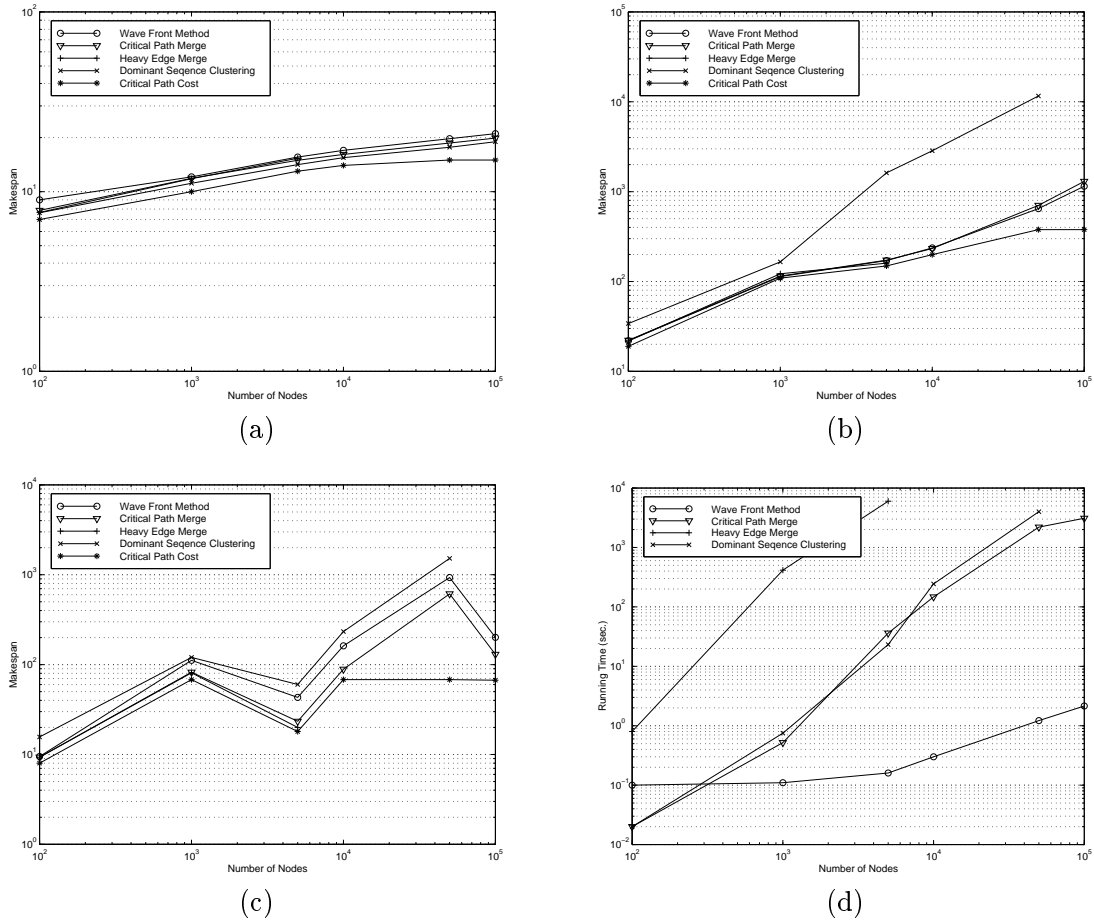 10^2
10^1
10^0
Makespan
Wave Front Method
Critical Path Merge
Heavy Edge Merge
Dominant Seqence Clustering
Critical Path Cost
10^2
10^3
10^4
10^5
Number of Nodes
(a)
10^5
10^4
10^3
10^2
10^1
Makespan
Wave Front Method
Critical Path Merge
Heavy Edge Merge
Dominant Seqence Clustering
Critical Path Cost
10^2
10^3
10^4
10^5
Number of Nodes
(b)
10^4
10^3
10^2
10^1
10^0
Makespan
Wave Front Method
Critical Path Merge
Heavy Edge Merge
Dominant Seqence Clustering
Critical Path Cost
10^2
10^3
10^4
10^5
Number of Nodes
(c)
10^4
10^3
10^2
10^1
10^0
10^−1
10^−2
Running Time (sec.)
Wave Front Method
Critical Path Merge
Heavy Edge Merge
Dominant Seqence Clustering
10^2
10^3
10^4
10^5
Number of Nodes
(d)